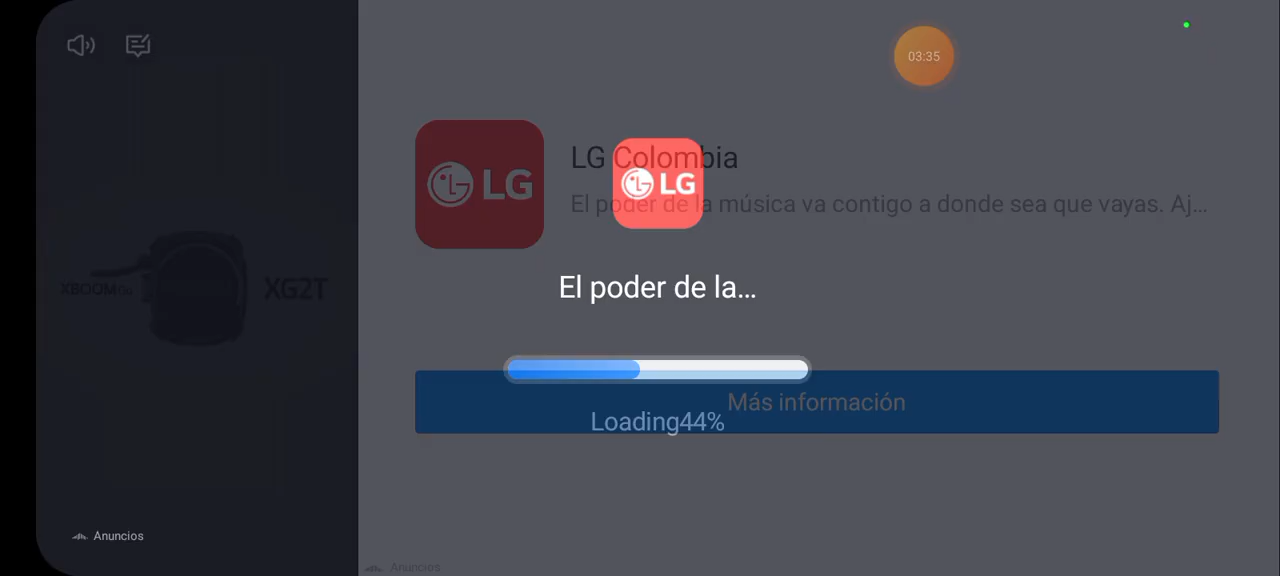 03:35
LG
LG Colombia
El poder de la música va contigo a donde sea que vayas. Aj...
LG
El poder de la...
XBOOMGo
XG2T
Más información
Loading44%
Anuncios
Anuncios